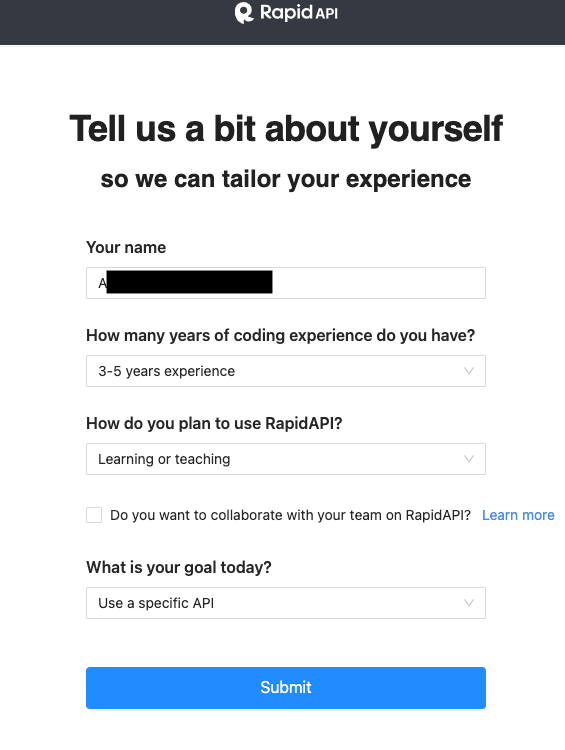 RapidAPI
Tell us a bit about yourself
so we can tailor your experience
Your name
A
How many years of coding experience do you have?
3-5 years experience
How do you plan to use RapidAPI?
Learning or teaching
Do you want to collaborate with your team on RapidAPI? Learn more
What is your goal today?
Use a specific API
Submit